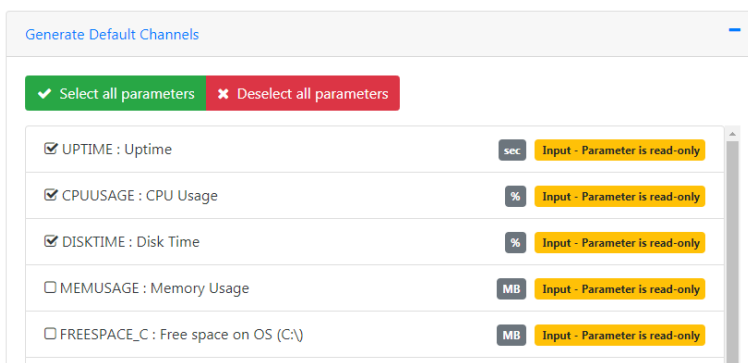 Generate Default Channels
Select all parameters Deselect all parameters
UPTIME : Uptime sec Input - Parameter is read-only
CPUUSAGE : CPU Usage % Input - Parameter is read-only
DISKTIME : Disk Time % Input - Parameter is read-only
MEMUSAGE : Memory Usage MB Input - Parameter is read-only
FREESPACE_C : Free space on OS (C:\) MB Input - Parameter is read-only